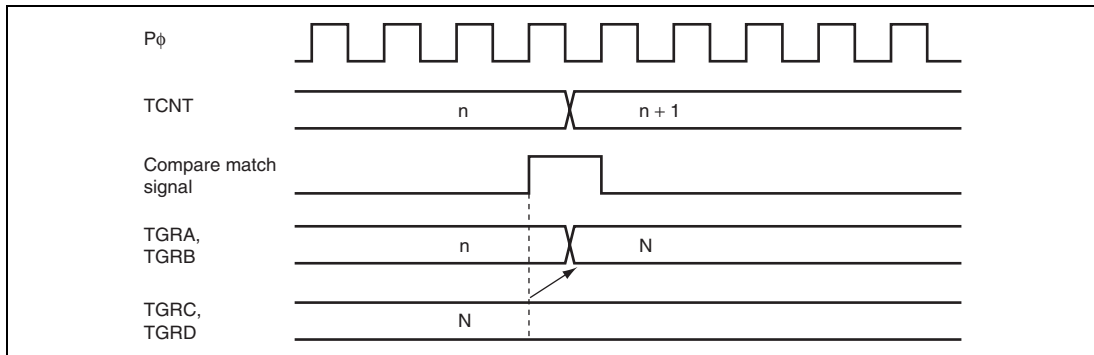 Pϕ
TCNT
n
n + 1
Compare match
signal
TGRA,
TGRB
n
N
TGRC,
TGRD
N